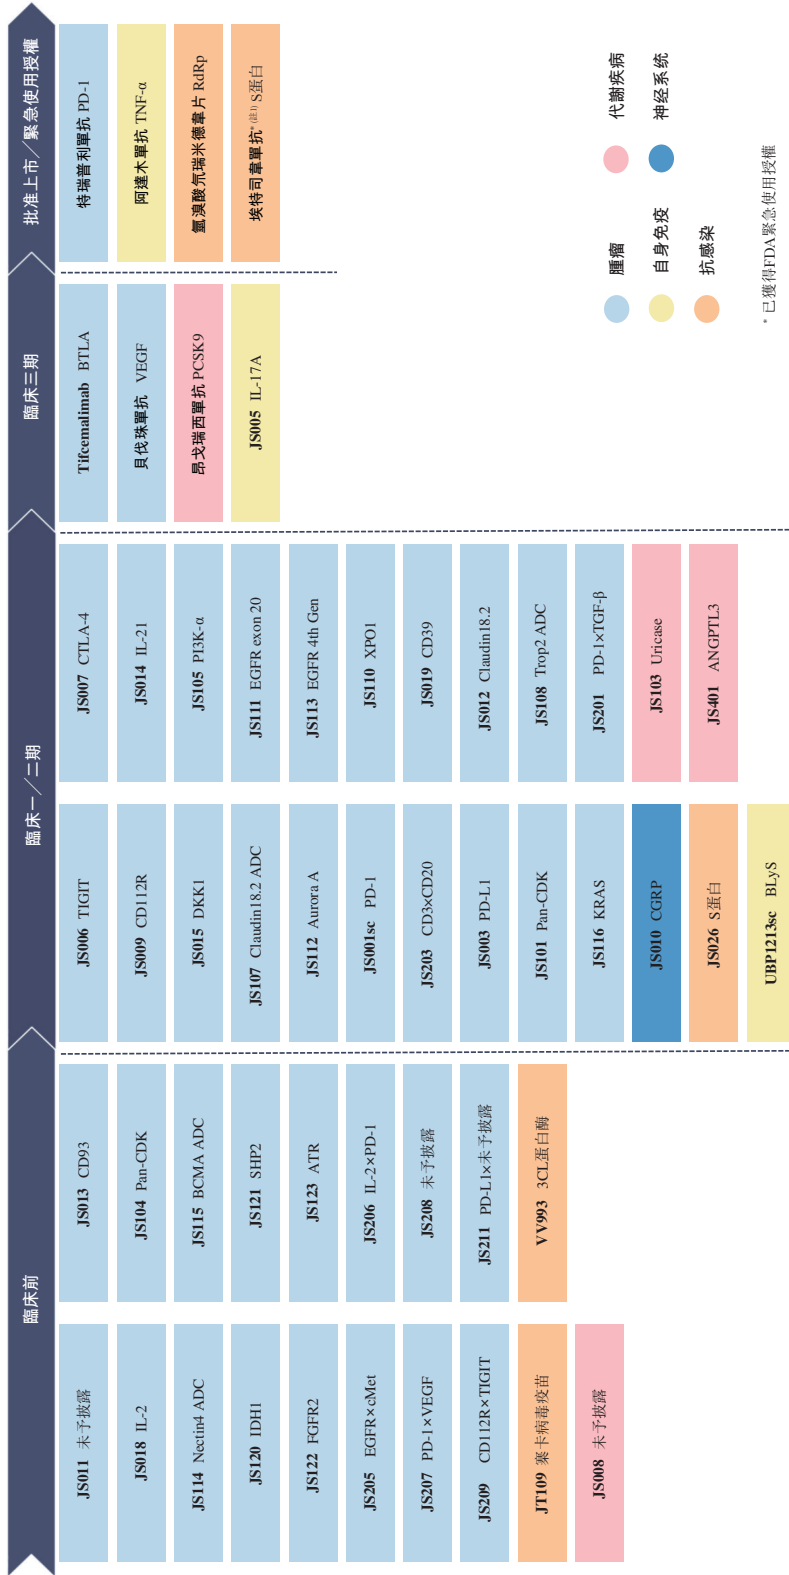 臨床前
臨床一／二期
臨床三期
批准上市／緊急使用授權
JS011 未予披露
JS018 IL-2
JS114 Nectin4 ADC
JS120 IDH1
JS122 FGFR2
JS205 EGFR×cMet
JS207 PD-1×VEGF
JS209 CD112R×TIGIT
JT109 寨卡病毒疫苗
JS008 未予披露
JS013 CD93
JS104 Pan-CDK
JS115 BCMA ADC
JS121 SHP2
JS123 ATR
JS206 IL-2×PD-1
JS208 未予披露
JS211 PD-L1×未予披露
VV993 3CL蛋白酶
JS006 TIGIT
JS009 CD112R
JS015 DKK1
JS107 Claudin18.2 ADC
JS112 Aurora A
JS001sc PD-1
JS203 CD3×CD20
JS003 PD-L1
JS101 Pan-CDK
JS116 KRAS
JS010 CGRP
JS026 S蛋白
UBP1213sc BLyS
JS007 CTLA-4
JS014 IL-21
JS105 PI3K-α
JS111 EGFR exon 20
JS113 EGFR 4th Gen
JS110 XPO1
JS019 CD39
JS012 Claudin18.2
JS108 Trop2 ADC
JS201 PD-1×TGF-β
JS103 Uricase
JS401 ANGPTL3
Tifcemalimab BTLA
貝伐珠單抗 VEGF
昂戈瑞西單抗 PCSK9
JS005 IL-17A
特瑞普利單抗 PD-1
阿達木單抗 TNF-α
氫溴酸氘瑞米德韋片 RdRp
埃特司韋單抗*(註1) S蛋白
腫瘤
代謝疾病
自身免疫
神经系统
抗感染
* 已獲得FDA緊急使用授權